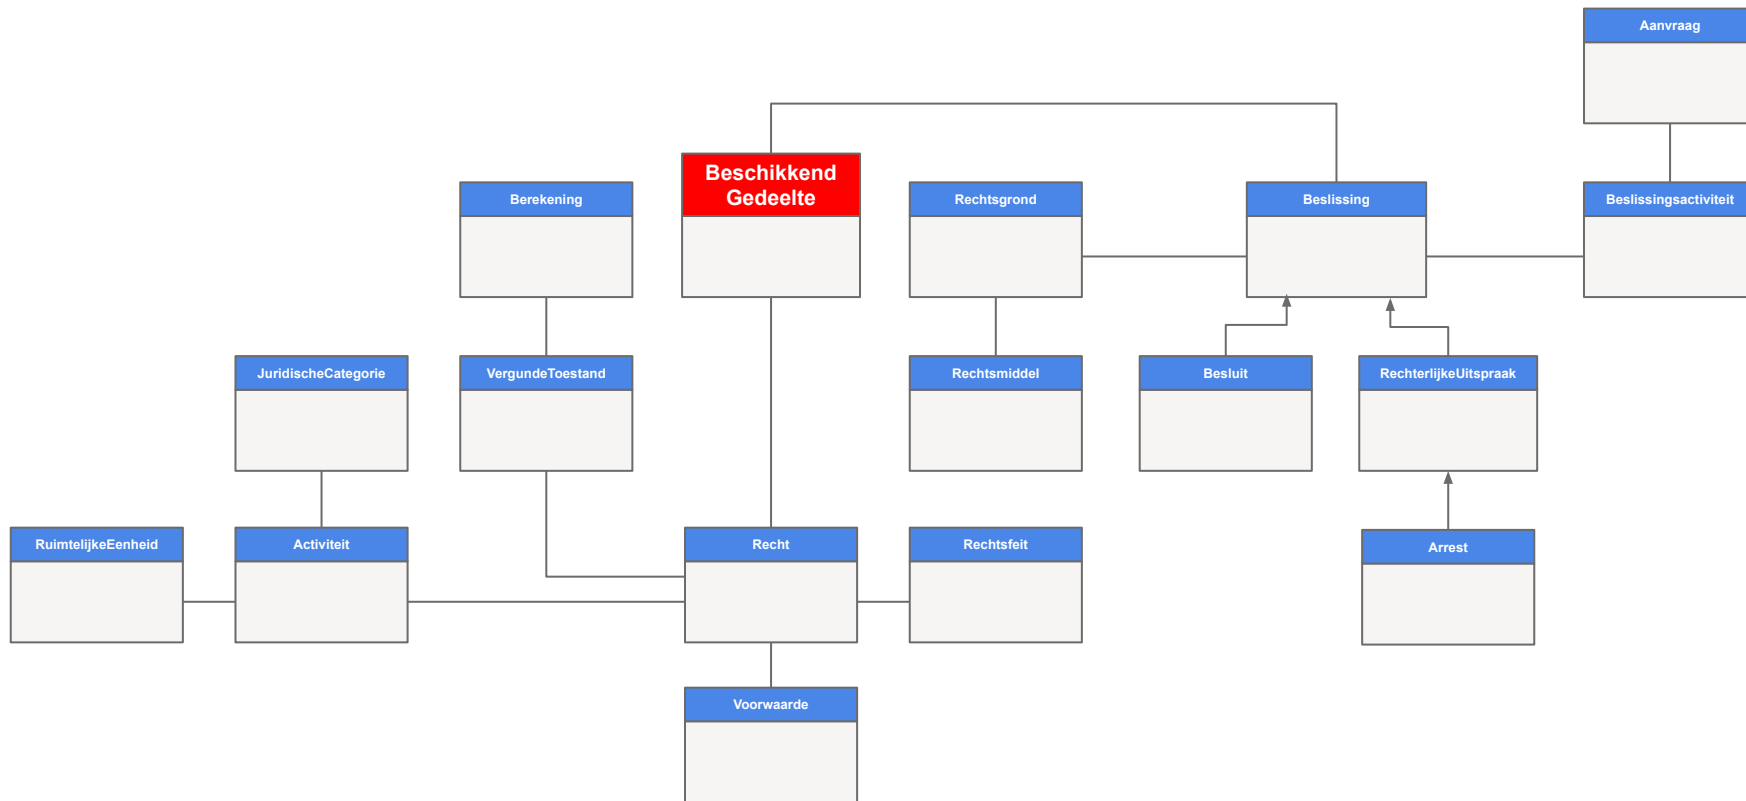 Aanvraag
Beschikkend
Gedeelte
Berekening
Rechtsgrond
Beslissing
Beslissingsactiviteit
JuridischeCategorie
VergundeToestand
Rechtsmiddel
Besluit
RechterlijkeUitspraak
RuimtelijkeEenheid
Activiteit
Recht
Rechtsfeit
Arrest
Voorwaarde